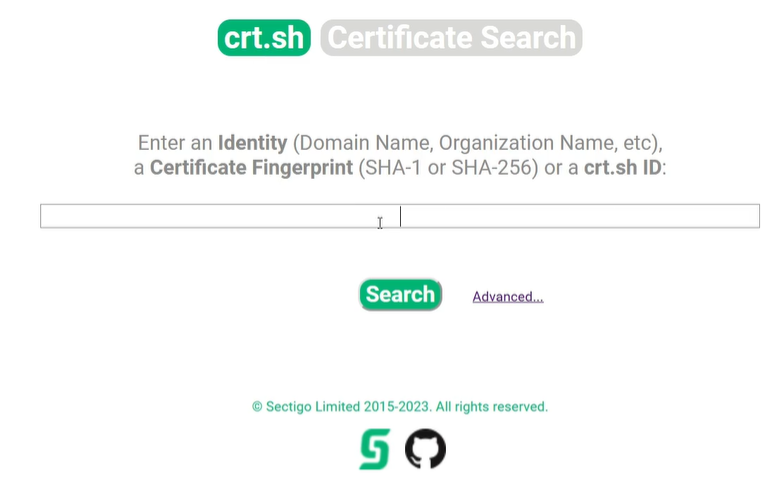 crt.sh Certificate Search
Enter an Identity (Domain Name, Organization Name, etc),
a Certificate Fingerprint (SHA-1 or SHA-256) or a crt.sh ID:
Search Advanced...
© Sectigo Limited 2015-2023. All rights reserved.